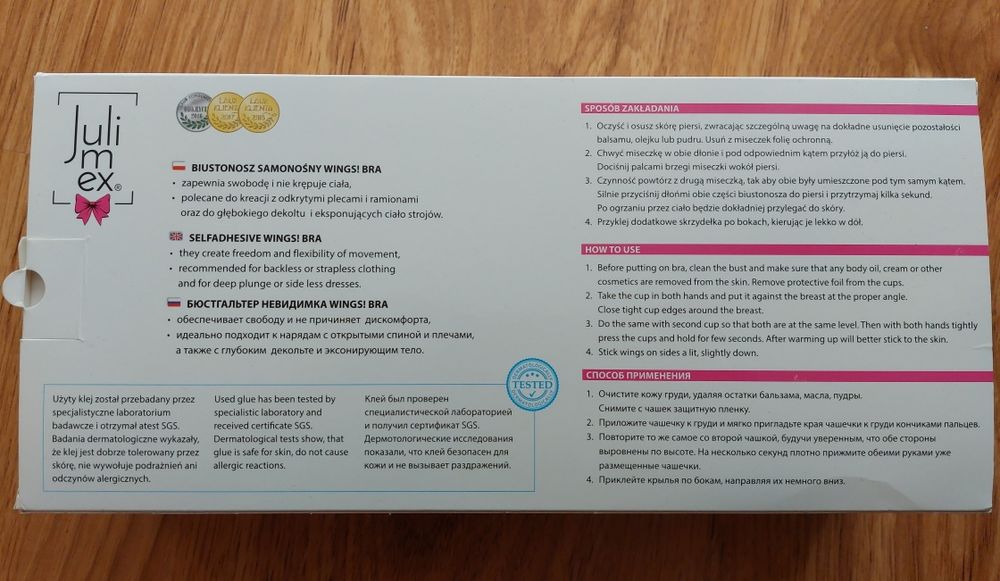 Juli
m
ex®
LAUR
KLIENTA
2017
LAUR
KLIENTA
BIUSTONOSZ SAMONOŚNY WINGS! BRA
• zapewnia swobodę i nie krępuje ciała,
• polecane do kreacji z odkrytymi plecami i ramionami
oraz do głębokiego dekoltu i eksponujących ciało strojów.
SELFADHESIVE WINGS! BRA
• they create freedom and flexibility of movement,
• recommended for backless or strapless clothing
and for deep plunge or side less dresses.
БЮСТГАЛЬТЕР НЕВИДИМКА WINGS! BRA
• обеспечивает свободу и не причиняет дискомфорта,
• идеально подходит к нарядам с открытыми спиной и плечами,
а также с глубоким декольте и эксонирующим тело.
DERMATOLOGICALLY
TESTED
DERMATOLOGICALLY
Użyty klej został przebadany przez
specjalistyczne laboratorium
badawcze i otrzymał atest SGS.
Badania dermatologiczne wykazały,
że klej jest dobrze tolerowany przez
skórę, nie wywołuje podrażnień ani
odczynów alergicznych.
Used glue has been tested by
specialistic laboratory and
received certificate SGS.
Dermatological tests show, that
glue is safe for skin, do not cause
allergic reactions.
Клей был проверен
специалистической лабораторией
и получил сертификат SGS.
Дермотологические исследования
показали, что клей безопасен для
кожи и не вызывает раздражений.
SPOSÓB ZAKŁADANIA
1. Oczyść i osusz skórę piersi, zwracając szczególną uwagę na dokładne usunięcie pozostałości
balsamu, olejku lub pudru. Usuń z miseczek folię ochronną.
2. Chwyć miseczkę w obie dłonie i pod odpowiednim kątem przyłóż ją do piersi.
Dociśnij palcami brzegi miseczki wokół piersi.
3. Czynność powtórz z drugą miseczką, tak aby obie były umieszczone pod tym samym kątem.
Silnie przyciśnij dłońmi obie części biustonosza do piersi i przytrzymaj kilka sekund.
Po ogrzaniu przez ciało będzie dokładniej przylegać do skóry.
4. Przyklej dodatkowe skrzydełka po bokach, kierując je lekko w dół.
HOW TO USE
1. Before putting on bra, clean the bust and make sure that any body oil, cream or other
cosmetics are removed from the skin. Remove protective foil from the cups.
2. Take the cup in both hands and put it against the breast at the proper angle.
Close tight cup edges around the breast.
3. Do the same with second cup so that both are at the same level. Then with both hands tightly
press the cups and hold for few seconds. After warming up will better stick to the skin.
4. Stick wings on sides a lit, slightly down.
СПОСОБ ПРИМЕНЕНИЯ
1. Очистите кожу груди, удаляя остатки бальзама, масла, пудры.
Снимите с чашек защитную пленку.
2. Приложите чашечку к груди и мягко пригладьте края чашечки к груди кончиками пальцев.
3. Повторите то же самое со второй чашкой, будучи уверенным, что обе стороны
выровнены по высоте. На несколько секунд плотно прижмите обеими руками уже
размещенные чашечки.
4. Приклейте крылья по бокам, направляя их немного вниз.